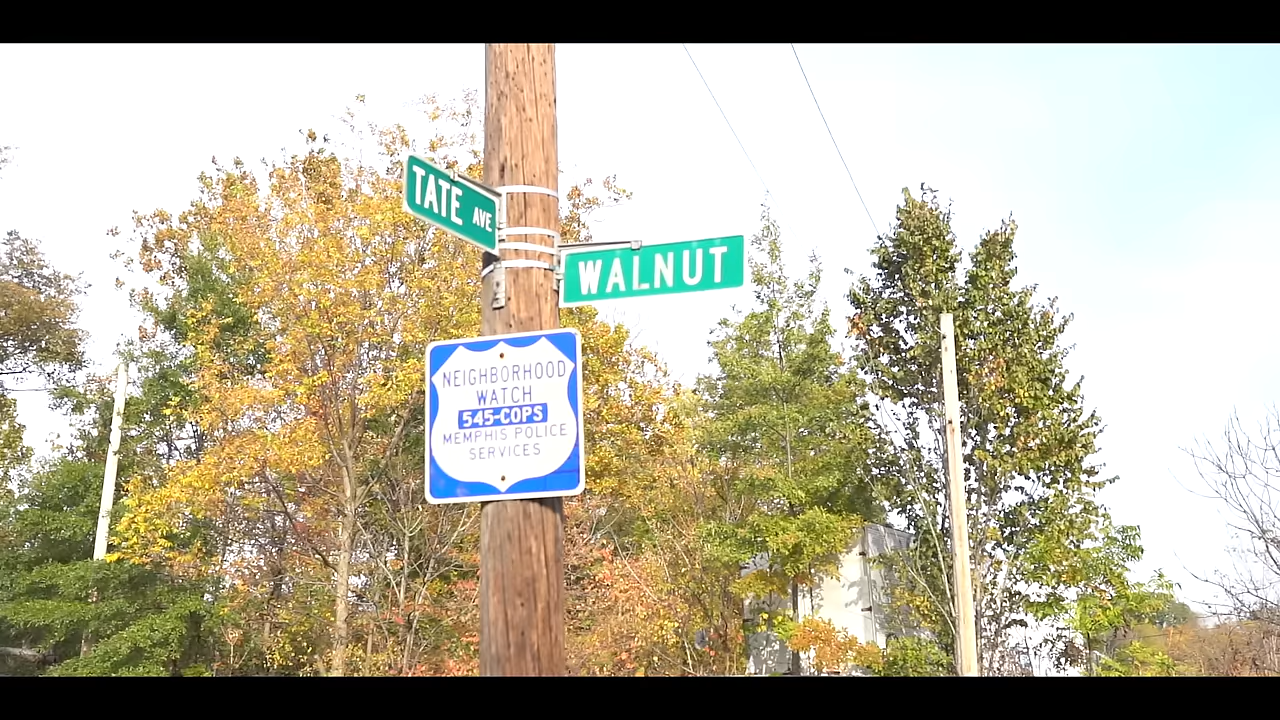 TATE AVE
WALNUT
NEIGHBORHOOD
WATCH
545-COPS
MEMPHIS POLICE
SERVICES